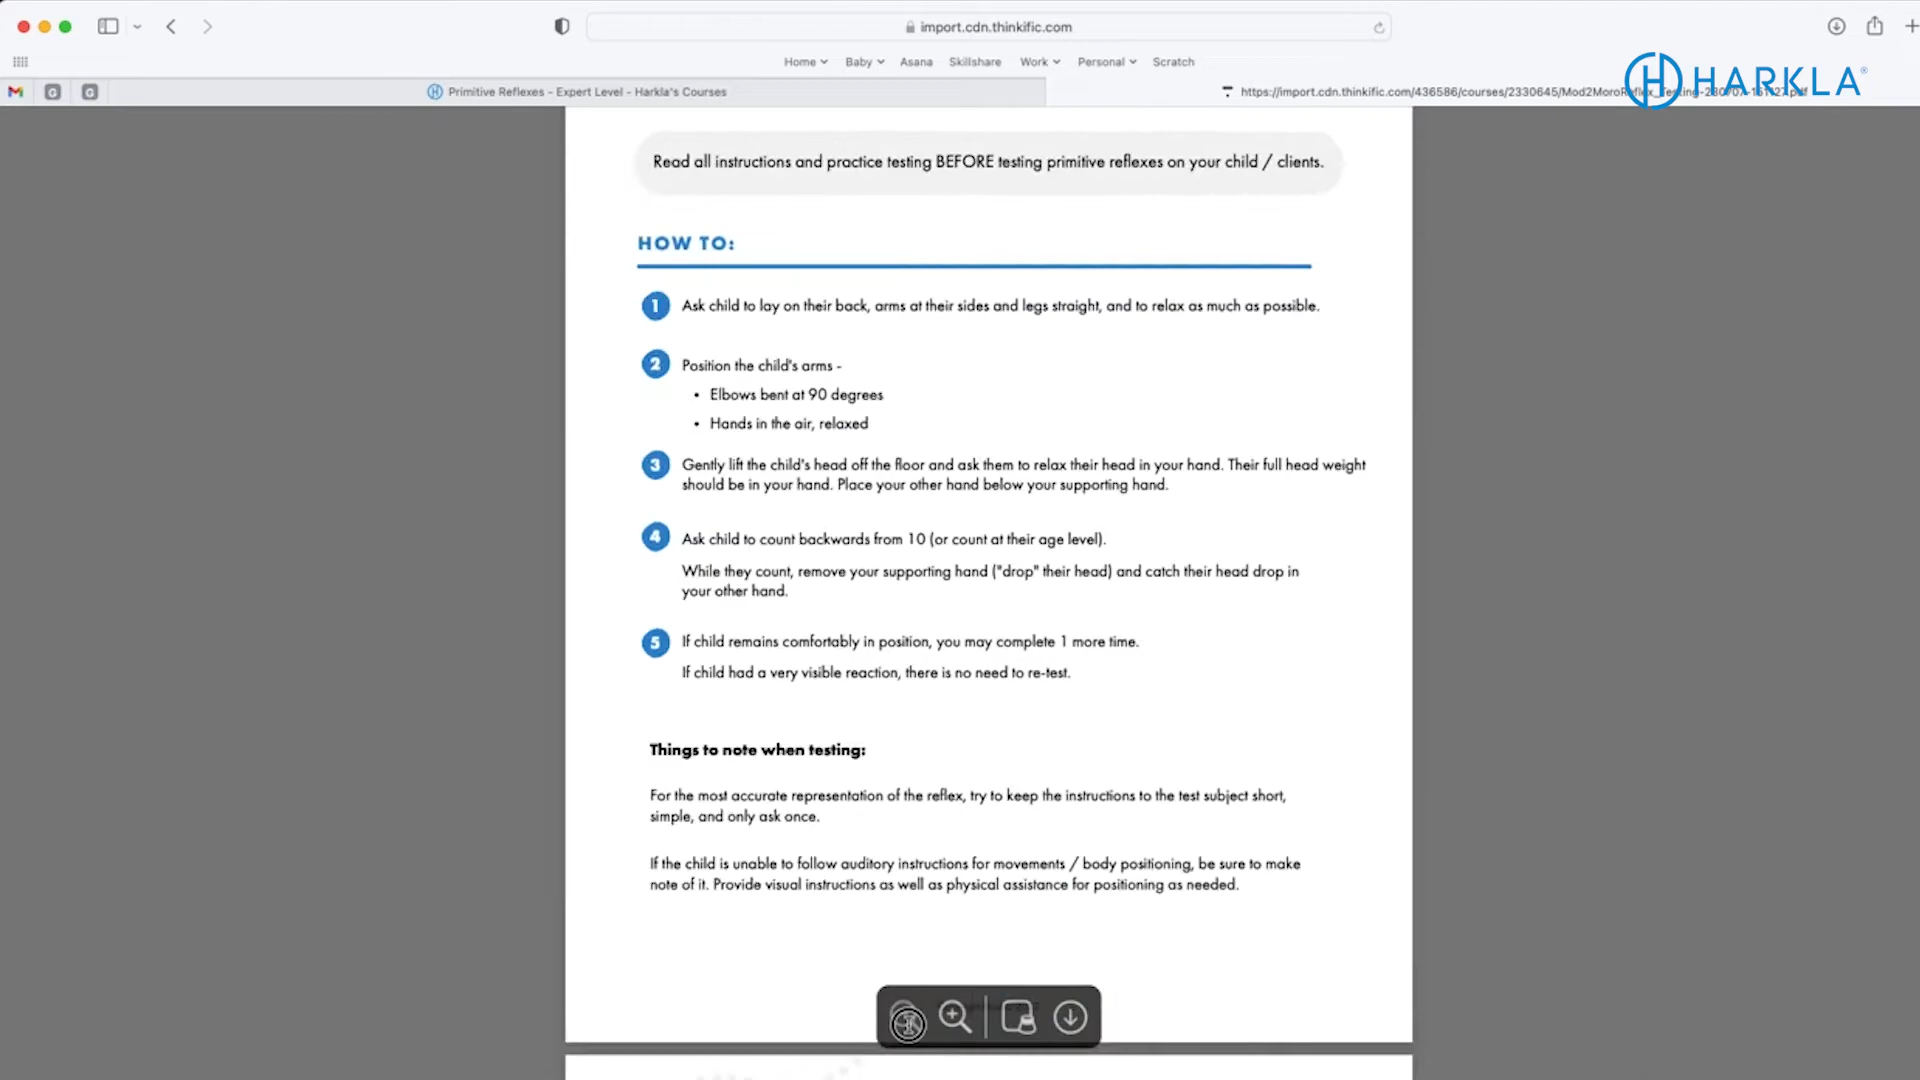 import.cdn.thinkific.com
Home Baby Asana Skillshare Work Personal Scratch
Primitive Reflexes - Expert Level - Harkla's Courses
HARKLA®
Read all instructions and practice testing BEFORE testing primitive reflexes on your child / clients.
HOW TO:
1 Ask child to lay on their back, arms at their sides and legs straight, and to relax as much as possible.
2 Position the child's arms -
• Elbows bent at 90 degrees
• Hands in the air, relaxed
3 Gently lift the child's head off the floor and ask them to relax their head in your hand. Their full head weight
should be in your hand. Place your other hand below your supporting hand.
4 Ask child to count backwards from 10 (or count at their age level).
While they count, remove your supporting hand ("drop" their head) and catch their head drop in
your other hand.
5 If child remains comfortably in position, you may complete 1 more time.
If child had a very visible reaction, there is no need to re-test.
Things to note when testing:
For the most accurate representation of the reflex, try to keep the instructions to the test subject short,
simple, and only ask once.
If the child is unable to follow auditory instructions for movements / body positioning, be sure to make
note of it. Provide visual instructions as well as physical assistance for positioning as needed.